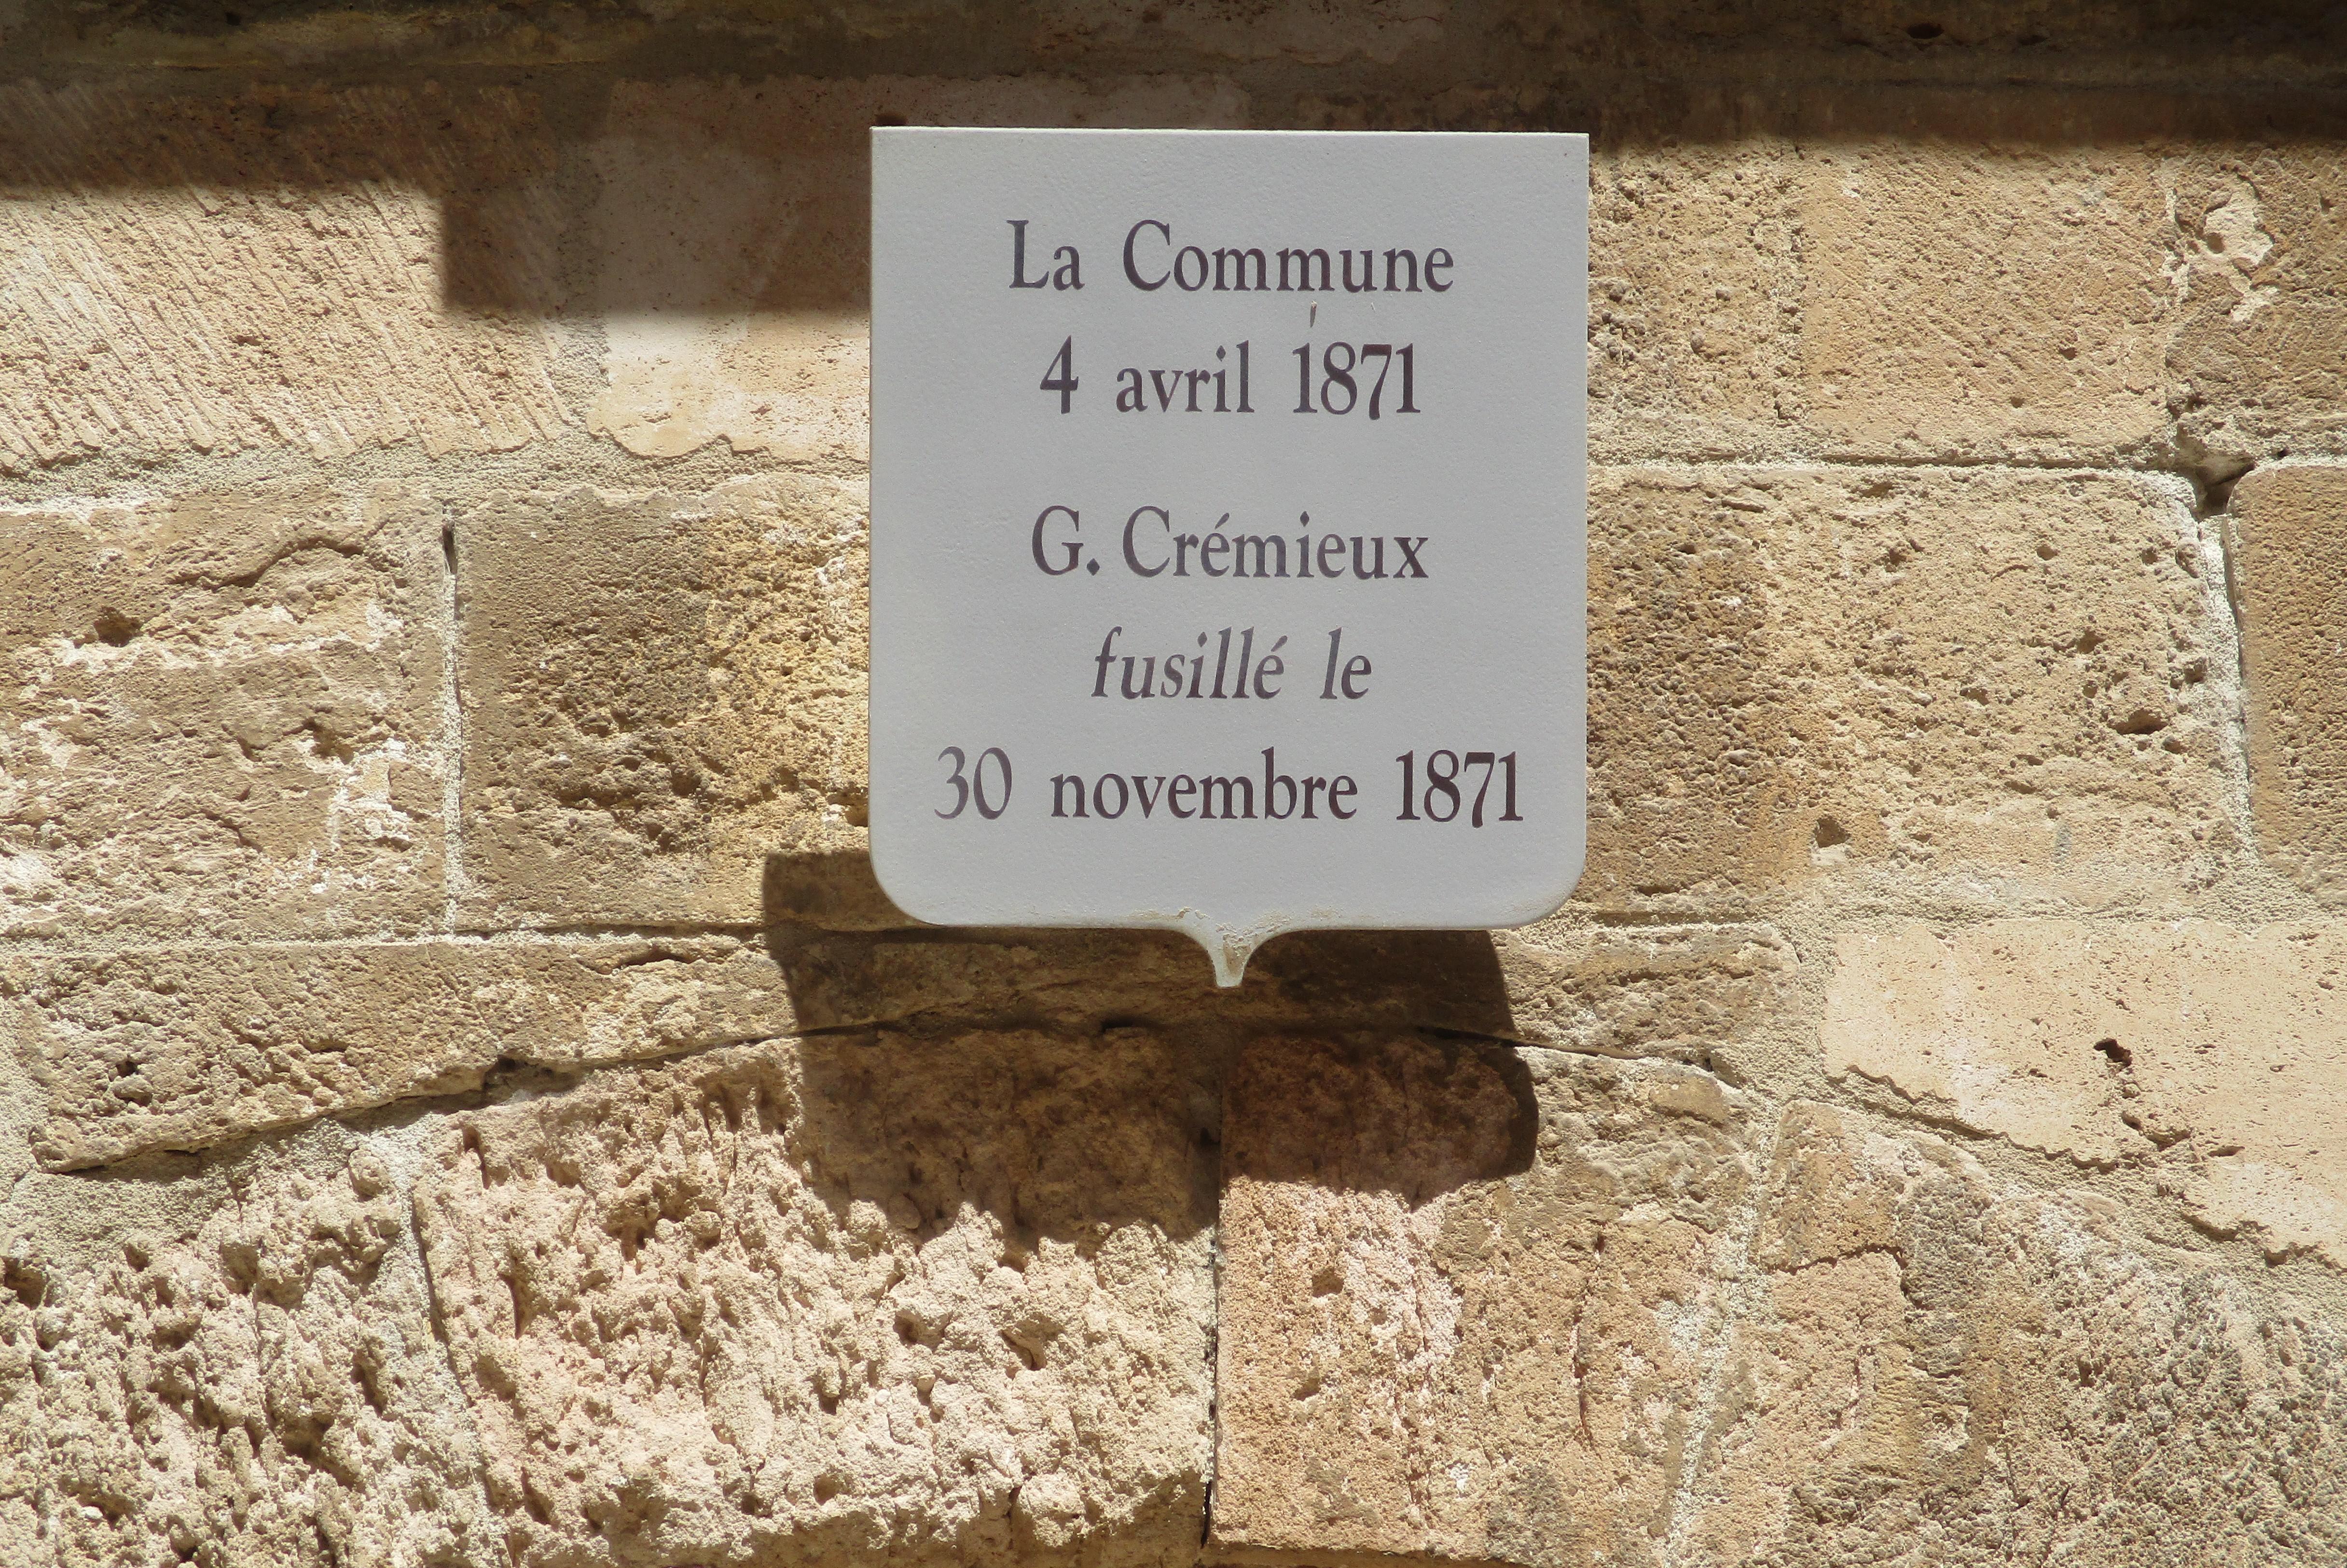 La Commune
4 avril 1871
G. Crémieux
fusillé le
30 novembre 1871